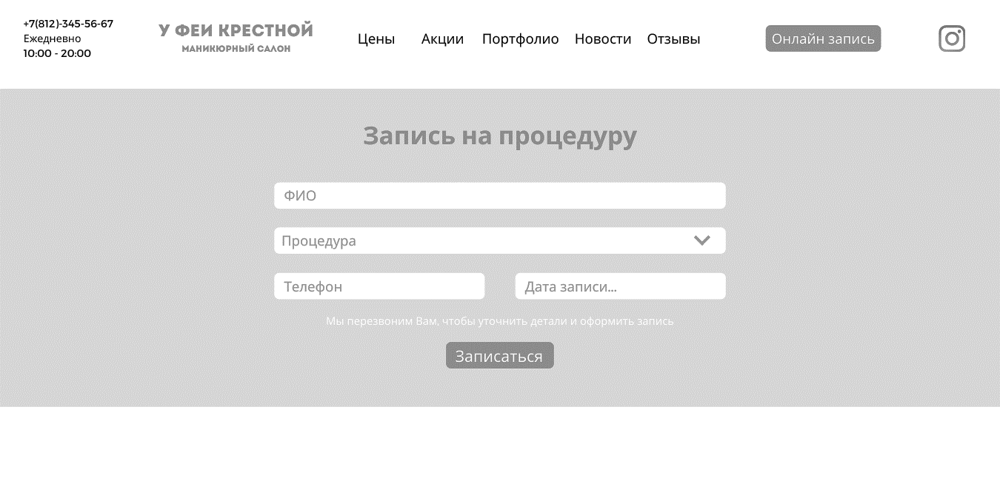 +7(812)-345-56-67
Ежедневно
10:00 - 20:00
У ФЕИ КРЕСТНОЙ
МАНИКЮРНЫЙ САЛОН
Цены Акции Портфолио Новости Отзывы
Онлайн запись
Запись на процедуру
ФИО
Процедура
Телефон
Дата записи...
Мы перезвоним Вам, чтобы уточнить детали и оформить запись
Записаться